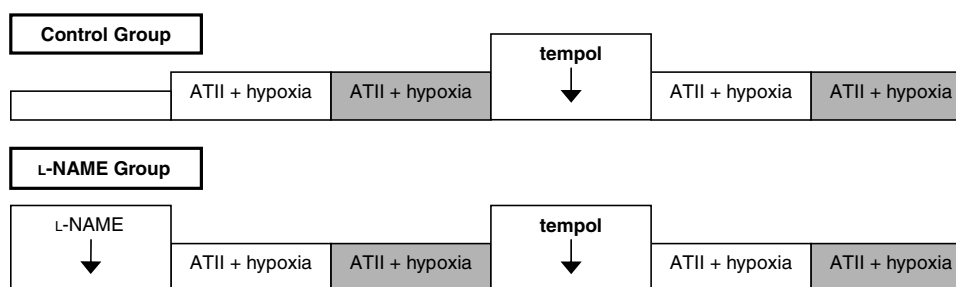 Control Group
tempol
ATII + hypoxia ATII + hypoxia ATII + hypoxia ATII + hypoxia
L-NAME Group
L-NAME tempol
ATII + hypoxia ATII + hypoxia ATII + hypoxia ATII + hypoxia